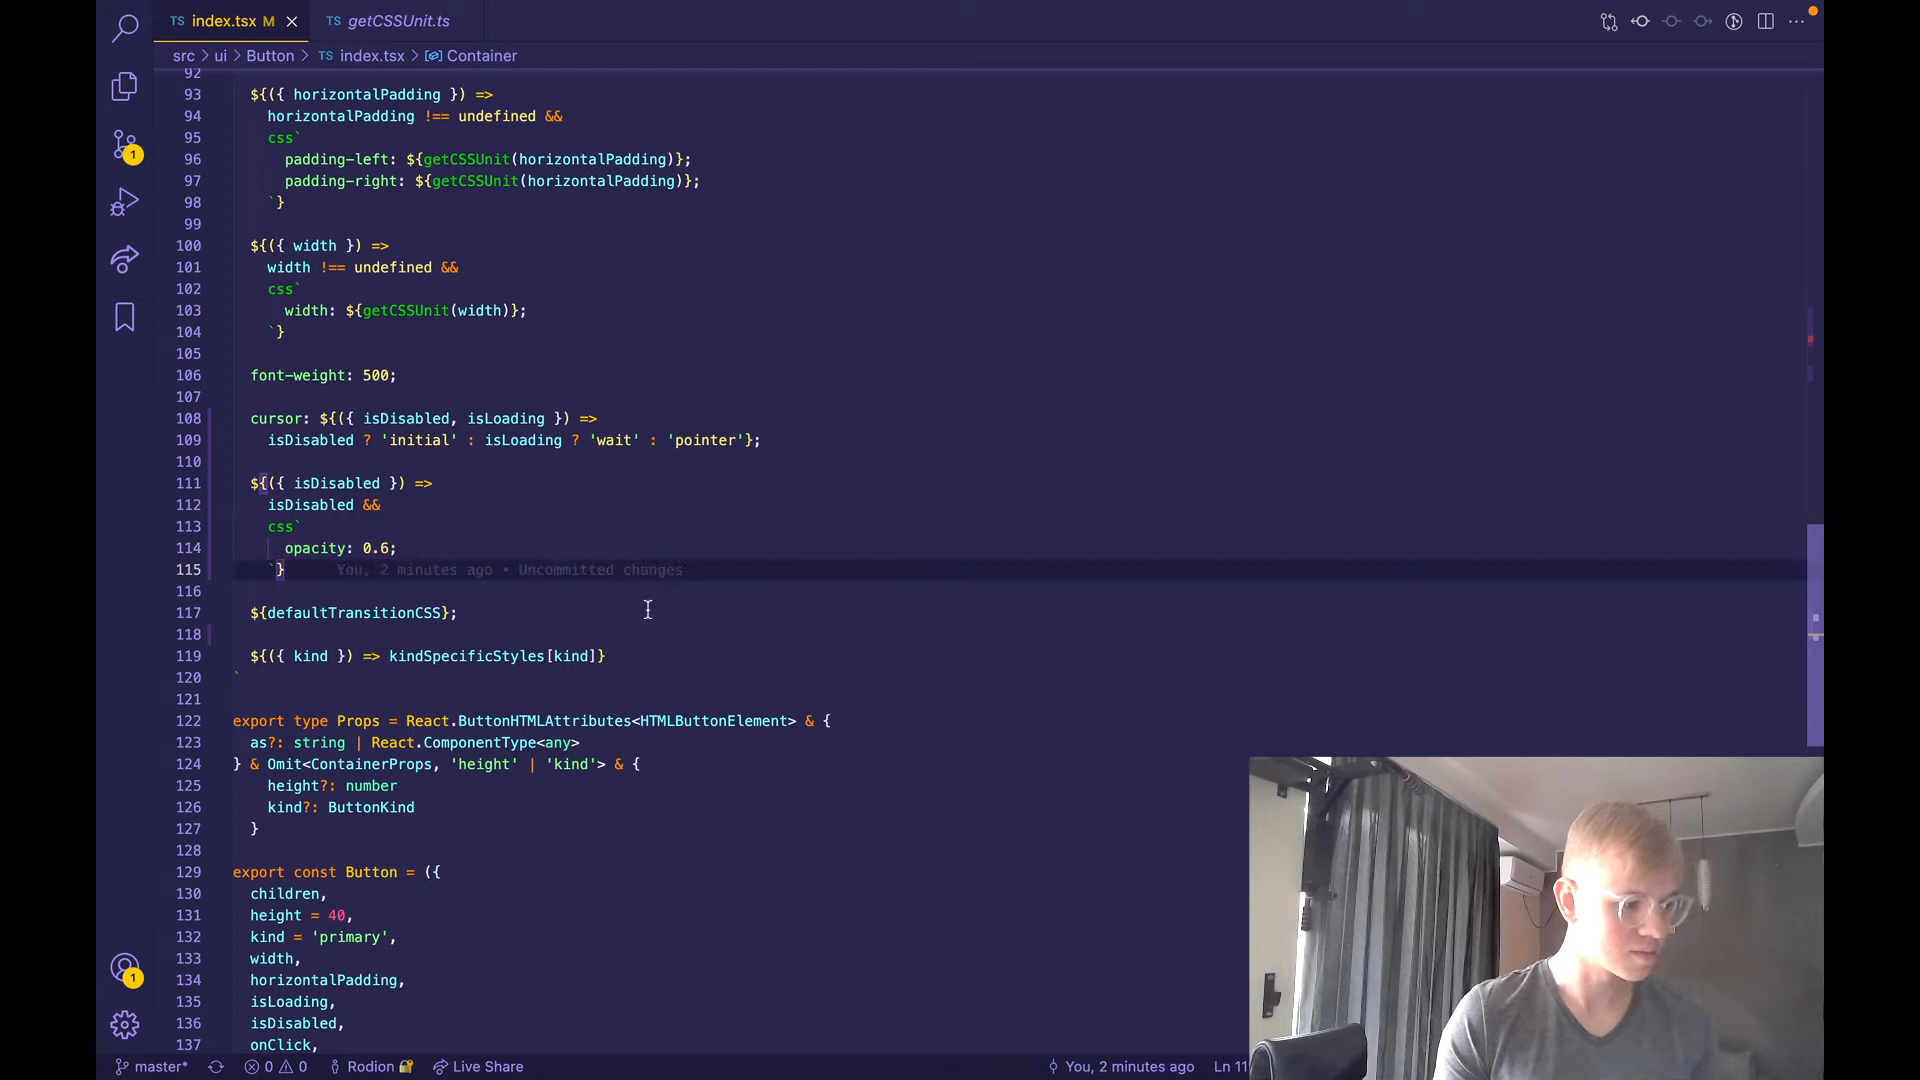 TS index.tsx M
TS getCSSUnit.ts
src > ui > Button > TS index.tsx > Container
92
93 ${({ horizontalPadding }) =>
94 horizontalPadding !== undefined &&
95 css`
96 padding-left: ${getCSSUnit(horizontalPadding)};
97 padding-right: ${getCSSUnit(horizontalPadding)};
98 `}
99
100 ${({ width }) =>
101 width !== undefined &&
102 css`
103 width: ${getCSSUnit(width)};
104 `}
105
106 font-weight: 500;
107
108 cursor: ${({ isDisabled, isLoading }) =>
109 isDisabled ? 'initial' : isLoading ? 'wait' : 'pointer'};
110
111 ${({ isDisabled }) =>
112 isDisabled &&
113 css`
114 opacity: 0.6;
115 `} You, 2 minutes ago • Uncommitted changes
116
117 ${defaultTransitionCSS};
118
119 ${({ kind }) => kindSpecificStyles[kind]}
120 `
121
122 export type Props = React.ButtonHTMLAttributes<HTMLButtonElement> & {
123 as?: string | React.ComponentType<any>
124 } & Omit<ContainerProps, 'height' | 'kind'> & {
125 height?: number
126 kind?: ButtonKind
127 }
128
129 export const Button = ({
130 children,
131 height = 40,
132 kind = 'primary',
133 width,
134 horizontalPadding,
135 isLoading,
136 isDisabled,
137 onClick,
1
1
master* 0 0 Rodion Live Share You, 2 minutes ago Ln 11